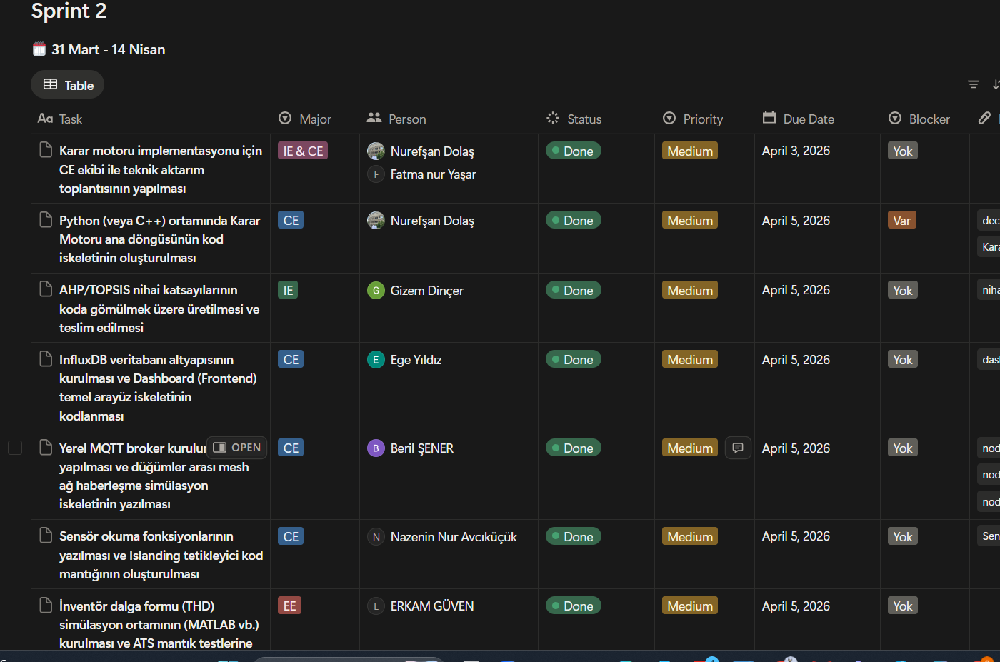 Sprint 2
31 Mart - 14 Nisan
Table
Aa Task
Major
Person
Status
Priority
Due Date
Blocker
Karar motoru implementasyonu için
CE ekibi ile teknik aktarım
toplantısının yapılması
IE & CE
Nurefşan Dolaş
F Fatma nur Yaşar
Done
Medium
April 3, 2026
Yok
Python (veya C++) ortamında Karar
Motoru ana döngüsünün kod
iskeletinin oluşturulması
CE
Nurefşan Dolaş
Done
Medium
April 5, 2026
Var
dec
Kara
AHP/TOPSIS nihai katsayılarının
koda gömülmek üzere üretilmesi ve
teslim edilmesi
IE
G Gizem Dinçer
Done
Medium
April 5, 2026
Yok
niha
InfluxDB veritabanı altyapısının
kurulması ve Dashboard (Frontend)
temel arayüz iskeletinin
kodlanması
CE
E Ege Yıldız
Done
Medium
April 5, 2026
Yok
dash
Yerel MQTT broker
OPEN
yapılması ve düğümler arası mesh
ağ haberleşme simülasyon
iskeletinin yazılması
CE
B Beril ŞENER
Done
Medium
April 5, 2026
Yok
nod
nod
nod
Sensör okuma fonksiyonlarının
yazılması ve Islanding tetikleyici kod
mantığının oluşturulması
CE
N Nazenin Nur Avcıküçük
Done
Medium
April 5, 2026
Yok
Sen
İnventör dalga formu (THD)
simülasyon ortamının (MATLAB vb.)
kurulması ve ATS mantık testlerine
EE
E ERKAM GÜVEN
Done
Medium
April 5, 2026
Yok